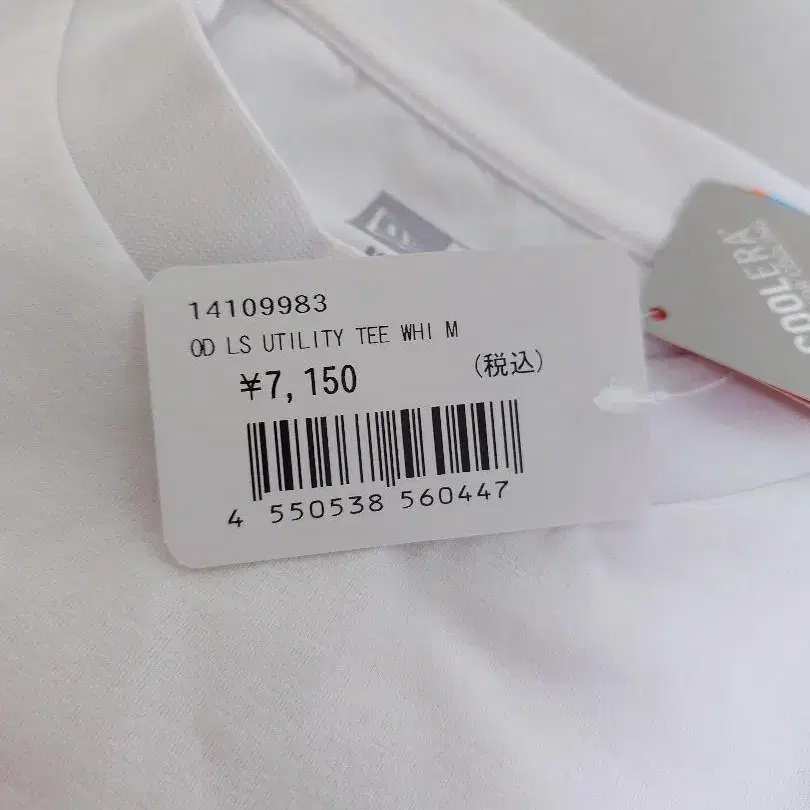 14109983
OD LS UTILITY TEE WHI M
¥7,150
(税込)
4 550538 560447
COOLERA